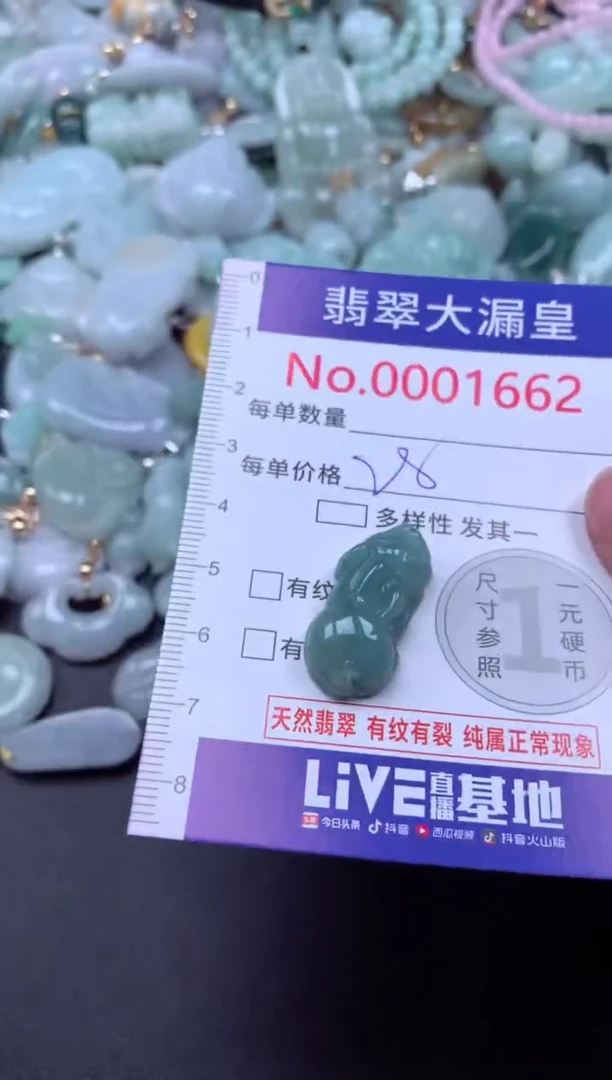 0
1
翡翠大漏皇
No.0001662
2
每单数量
3
每单价格 28
4
多样性 发其一
5
有纹
尺寸参照
1
一元硬币
6
有
7
天然翡翠 有纹有裂 纯属正常现象
8
LiVE直播基地
头条 今日头条 抖音 西瓜视频 抖音火山版